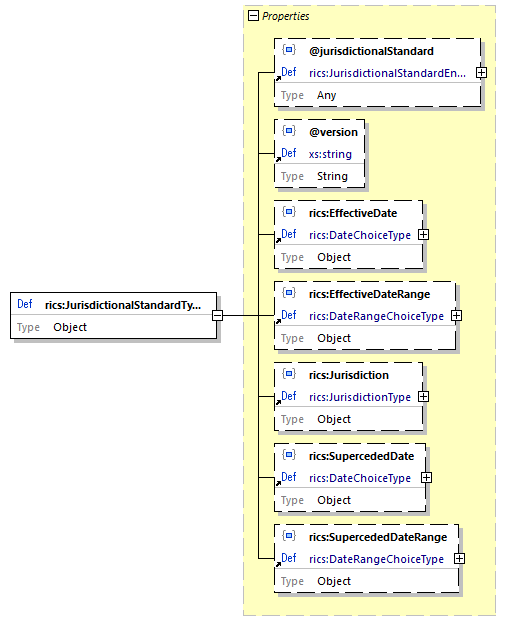 Properties
@jurisdictionalStandard
Def rics:JurisdictionalStandardEn...
Type Any
@version
Def xs:string
Type String
rics:EffectiveDate
Def rics:DateChoiceType
Type Object
rics:EffectiveDateRange
Def rics:DateRangeChoiceType
Type Object
Def rics:JurisdictionalStandardTy...
Type Object
rics:Jurisdiction
Def rics:JurisdictionType
Type Object
rics:SupercededDate
Def rics:DateChoiceType
Type Object
rics:SupercededDateRange
Def rics:DateRangeChoiceType
Type Object